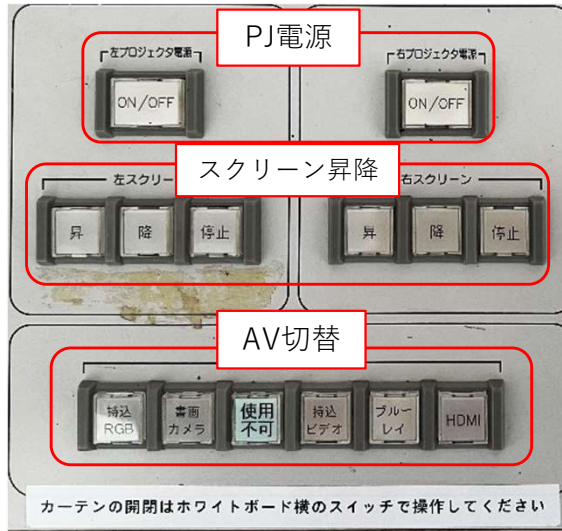 PJ電源
左プロジェクタ電源
右プロジェクタ電源
ON/OFF
ON/OFF
スクリーン昇降
左スクリー
右スクリーン
昇
降
停止
昇
降
停止
AV切替
持込
RGB
書画
カメラ
使用
不可
持込
ビデオ
ブルー
レイ
HDMI
カーテンの開閉はホワイトボード横のスイッチで操作してください